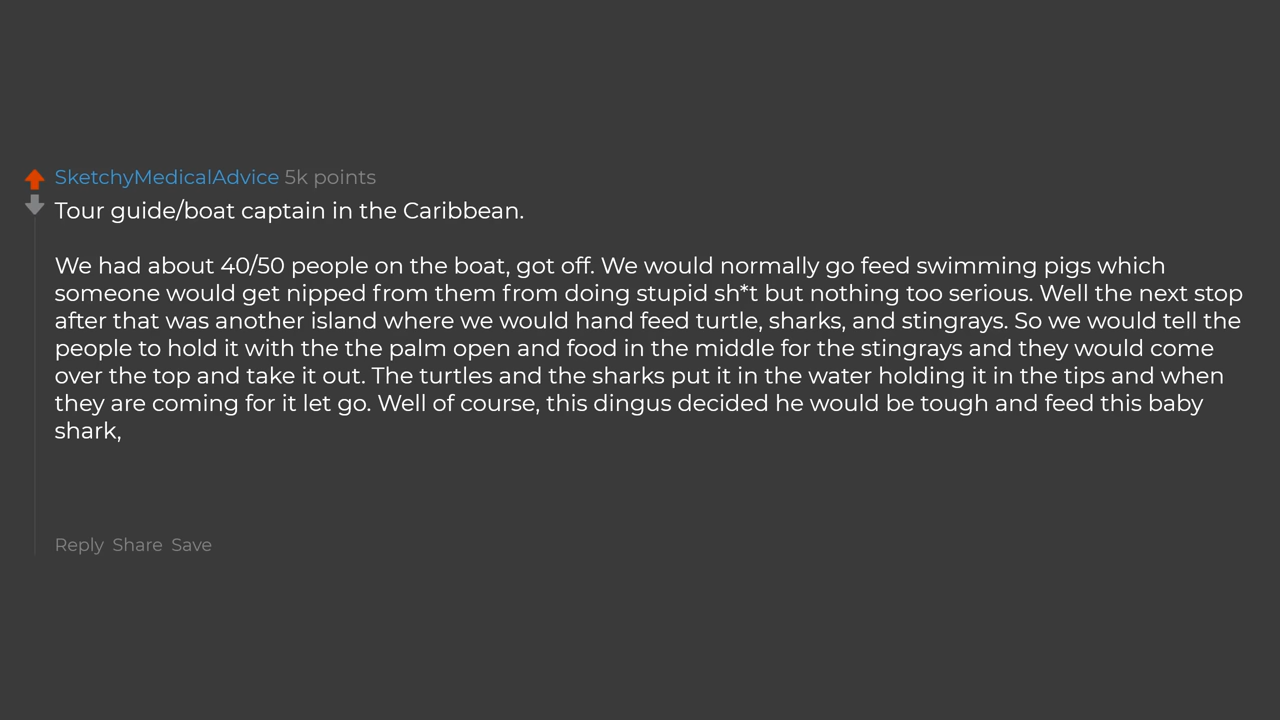 SketchyMedicalAdvice 5k points
Tour guide/boat captain in the Caribbean.
We had about 40/50 people on the boat, got off. We would normally go feed swimming pigs which
someone would get nipped from them from doing stupid sh*t but nothing too serious. Well the next stop
after that was another island where we would hand feed turtle, sharks, and stingrays. So we would tell the
people to hold it with the the palm open and food in the middle for the stingrays and they would come
over the top and take it out. The turtles and the sharks put it in the water holding it in the tips and when
they are coming for it let go. Well of course, this dingus decided he would be tough and feed this baby
shark,
Reply Share Save